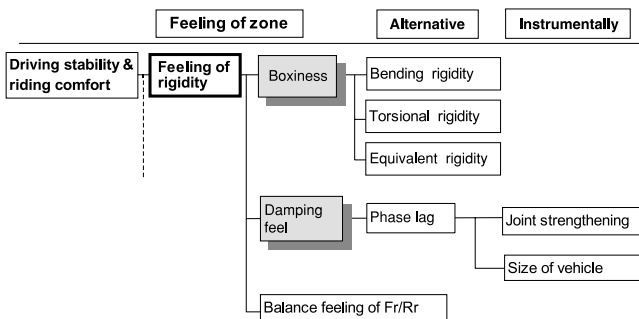 Feeling of zone
Alternative
Instrumentally
Driving stability &
riding comfort
Feeling of
rigidity
Boxiness
Bending rigidity
Torsional rigidity
Equivalent rigidity
Damping
feel
Phase lag
Joint strengthening
Size of vehicle
Balance feeling of Fr/Rr